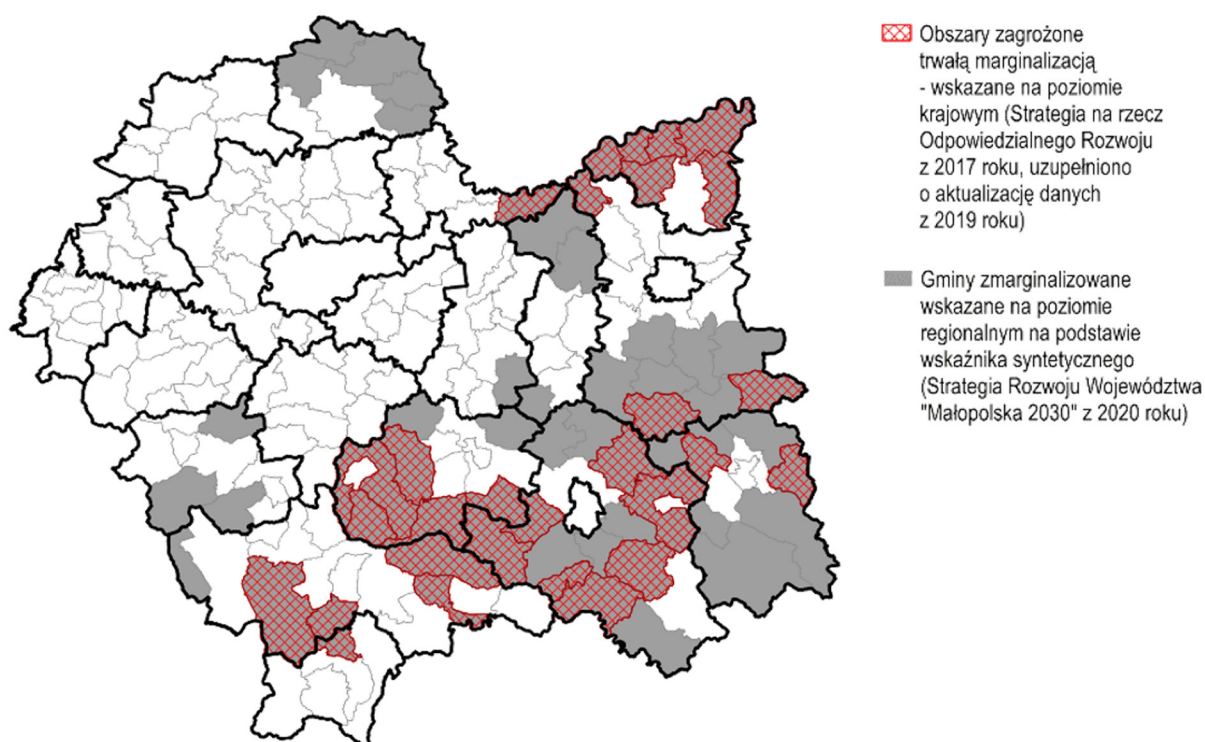 Obszary zagrożone
trwałą marginalizacją
- wskazane na poziomie
krajowym (Strategia na rzecz
Odpowiedzialnego Rozwoju
z 2017 roku, uzupełniono
o aktualizację danych
z 2019 roku)
Gminy zmarginalizowane
wskazane na poziomie
regionalnym na podstawie
wskaźnika syntetycznego
(Strategia Rozwoju Województwa
"Małopolska 2030" z 2020 roku)